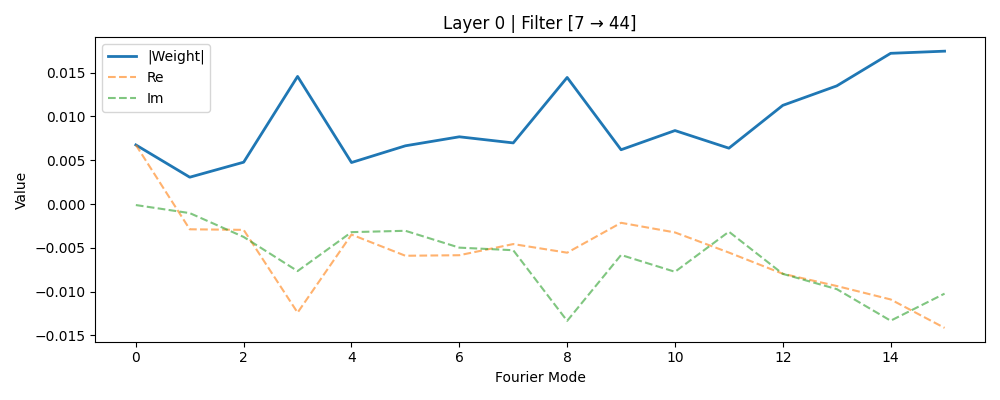 Layer 0 | Filter [7 → 44]
|Weight|
Re
Im
Value
0.015
0.010
0.005
0.000
−0.005
−0.010
−0.015
0 2 4 6 8 10 12 14
Fourier Mode